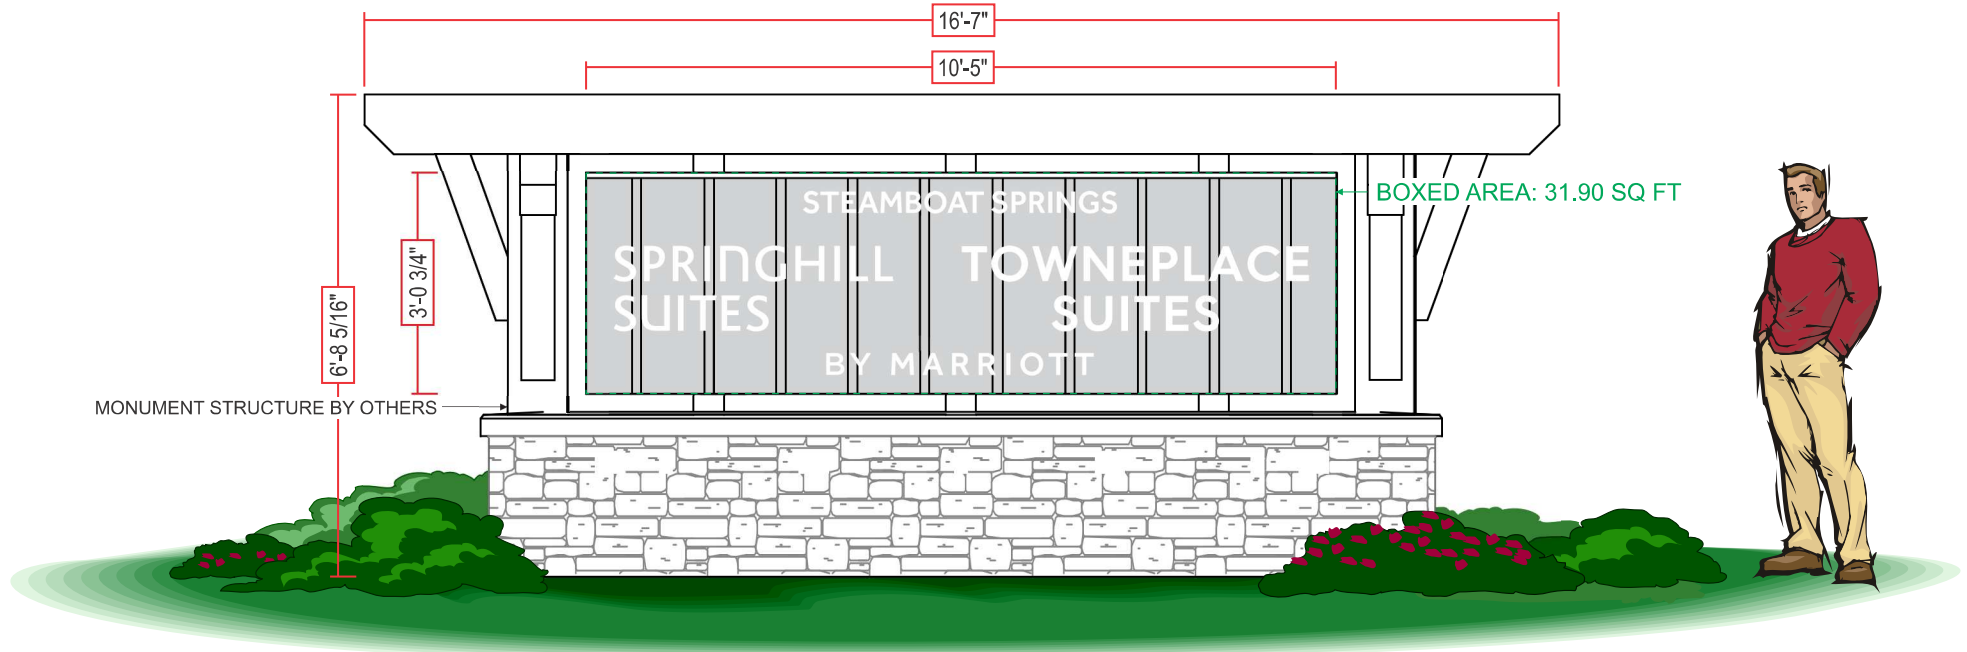 16'-7"
10'-5"
BOXED AREA: 31.90 SQ FT
STEAMBOAT SPRINGS
SPRINGHILL SUITES
TOWNEPLACE SUITES
BY MARRIOTT
3'-0 3/4"
6'-8 5/16"
MONUMENT STRUCTURE BY OTHERS